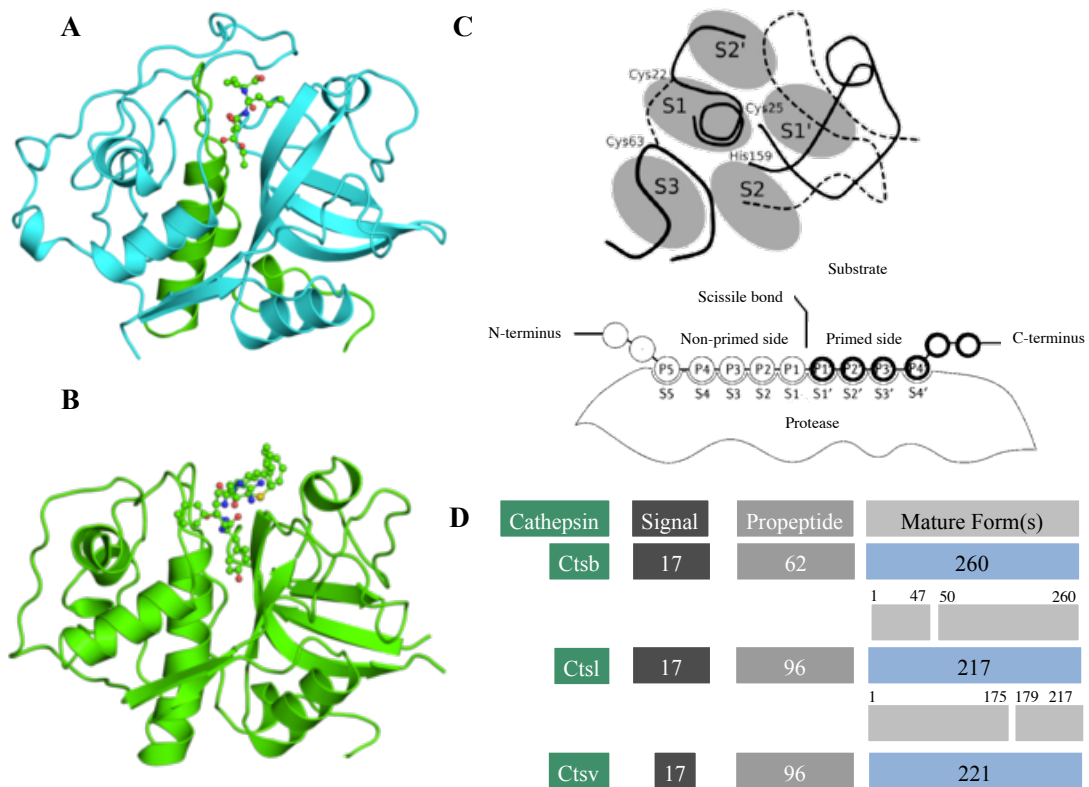 A
B
C
S2'
Cys22
S1
Cys25
S1'
Cys63
His159
S3
S2
Substrate
Scissile bond
N-terminus
Non-primed side
Primed side
C-terminus
P5 P4 P3 P2 P1 P1' P2' P3' P4'
S5 S4 S3 S2 S1 S1' S2' S3' S4'
Protease
D
Cathepsin Signal Propeptide Mature Form(s)
Ctsb 17 62 260
1 47 50 260
Ctsl 17 96 217
1 175 179 217
Ctsv 17 96 221